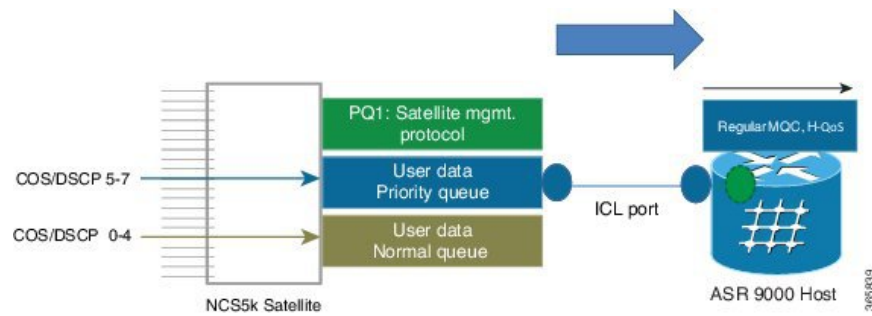 PQ1: Satellite mgmt.
protocol
Regular MQC, H-QoS
COS/DSCP 5-7
User data
Priority queue
ICL port
COS/DSCP 0-4
User data
Normal queue
NCS5k Satellite
ASR 9000 Host
365839